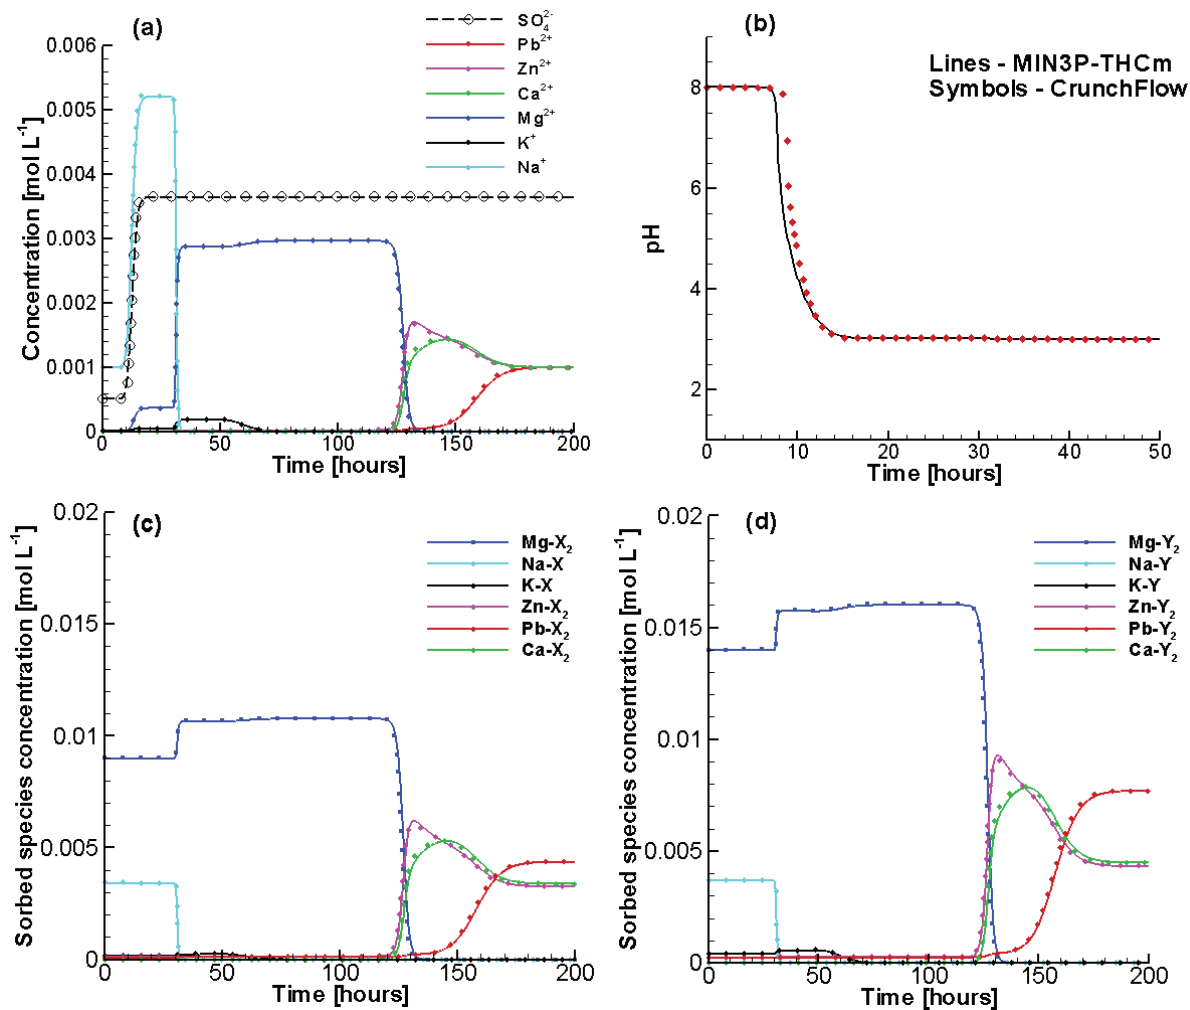 (a)
SO₄²⁻
Pb²⁺
Zn²⁺
Ca²⁺
Mg²⁺
K⁺
Na⁺
0.006
0.005
0.004
0.003
0.002
0.001
0
Concentration [mol L⁻¹]
0 50 100 150 200
Time [hours]
(b)
Lines - MIN3P-THCm
Symbols - CrunchFlow
8
6
4
2
pH
0 10 20 30 40 50
Time [hours]
(c)
Mg-X₂
Na-X
K-X
Zn-X₂
Pb-X₂
Ca-X₂
0.02
0.015
0.01
0.005
0
Sorbed species concentration [mol L⁻¹]
0 50 100 150 200
Time [hours]
(d)
Mg-Y₂
Na-Y
K-Y
Zn-Y₂
Pb-Y₂
Ca-Y₂
0.02
0.015
0.01
0.005
0
Sorbed species concentration [mol L⁻¹]
0 50 100 150 200
Time [hours]